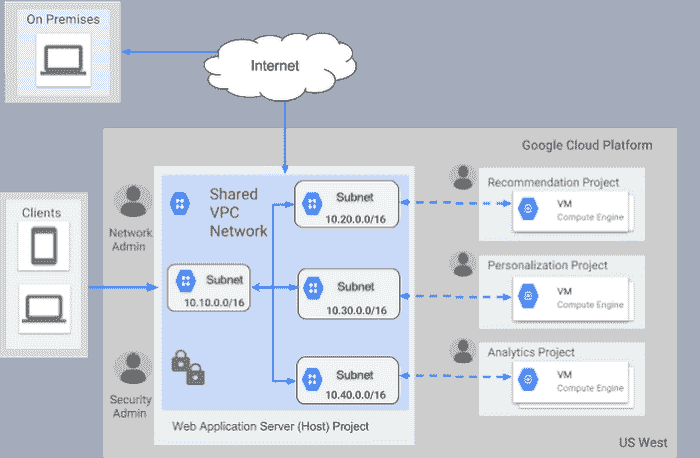 On Premises
Internet
Google Cloud Platform
Clients
Network
Admin
Security
Admin
Shared
VPC
Network
Subnet
10.10.0.0/16
Subnet
10.20.0.0/16
Subnet
10.30.0.0/16
Subnet
10.40.0.0/16
Web Application Server (Host) Project
Recommendation Project
VM
Compute Engine
Personalization Project
VM
Compute Engine
Analytics Project
VM
Compute Engine
US West